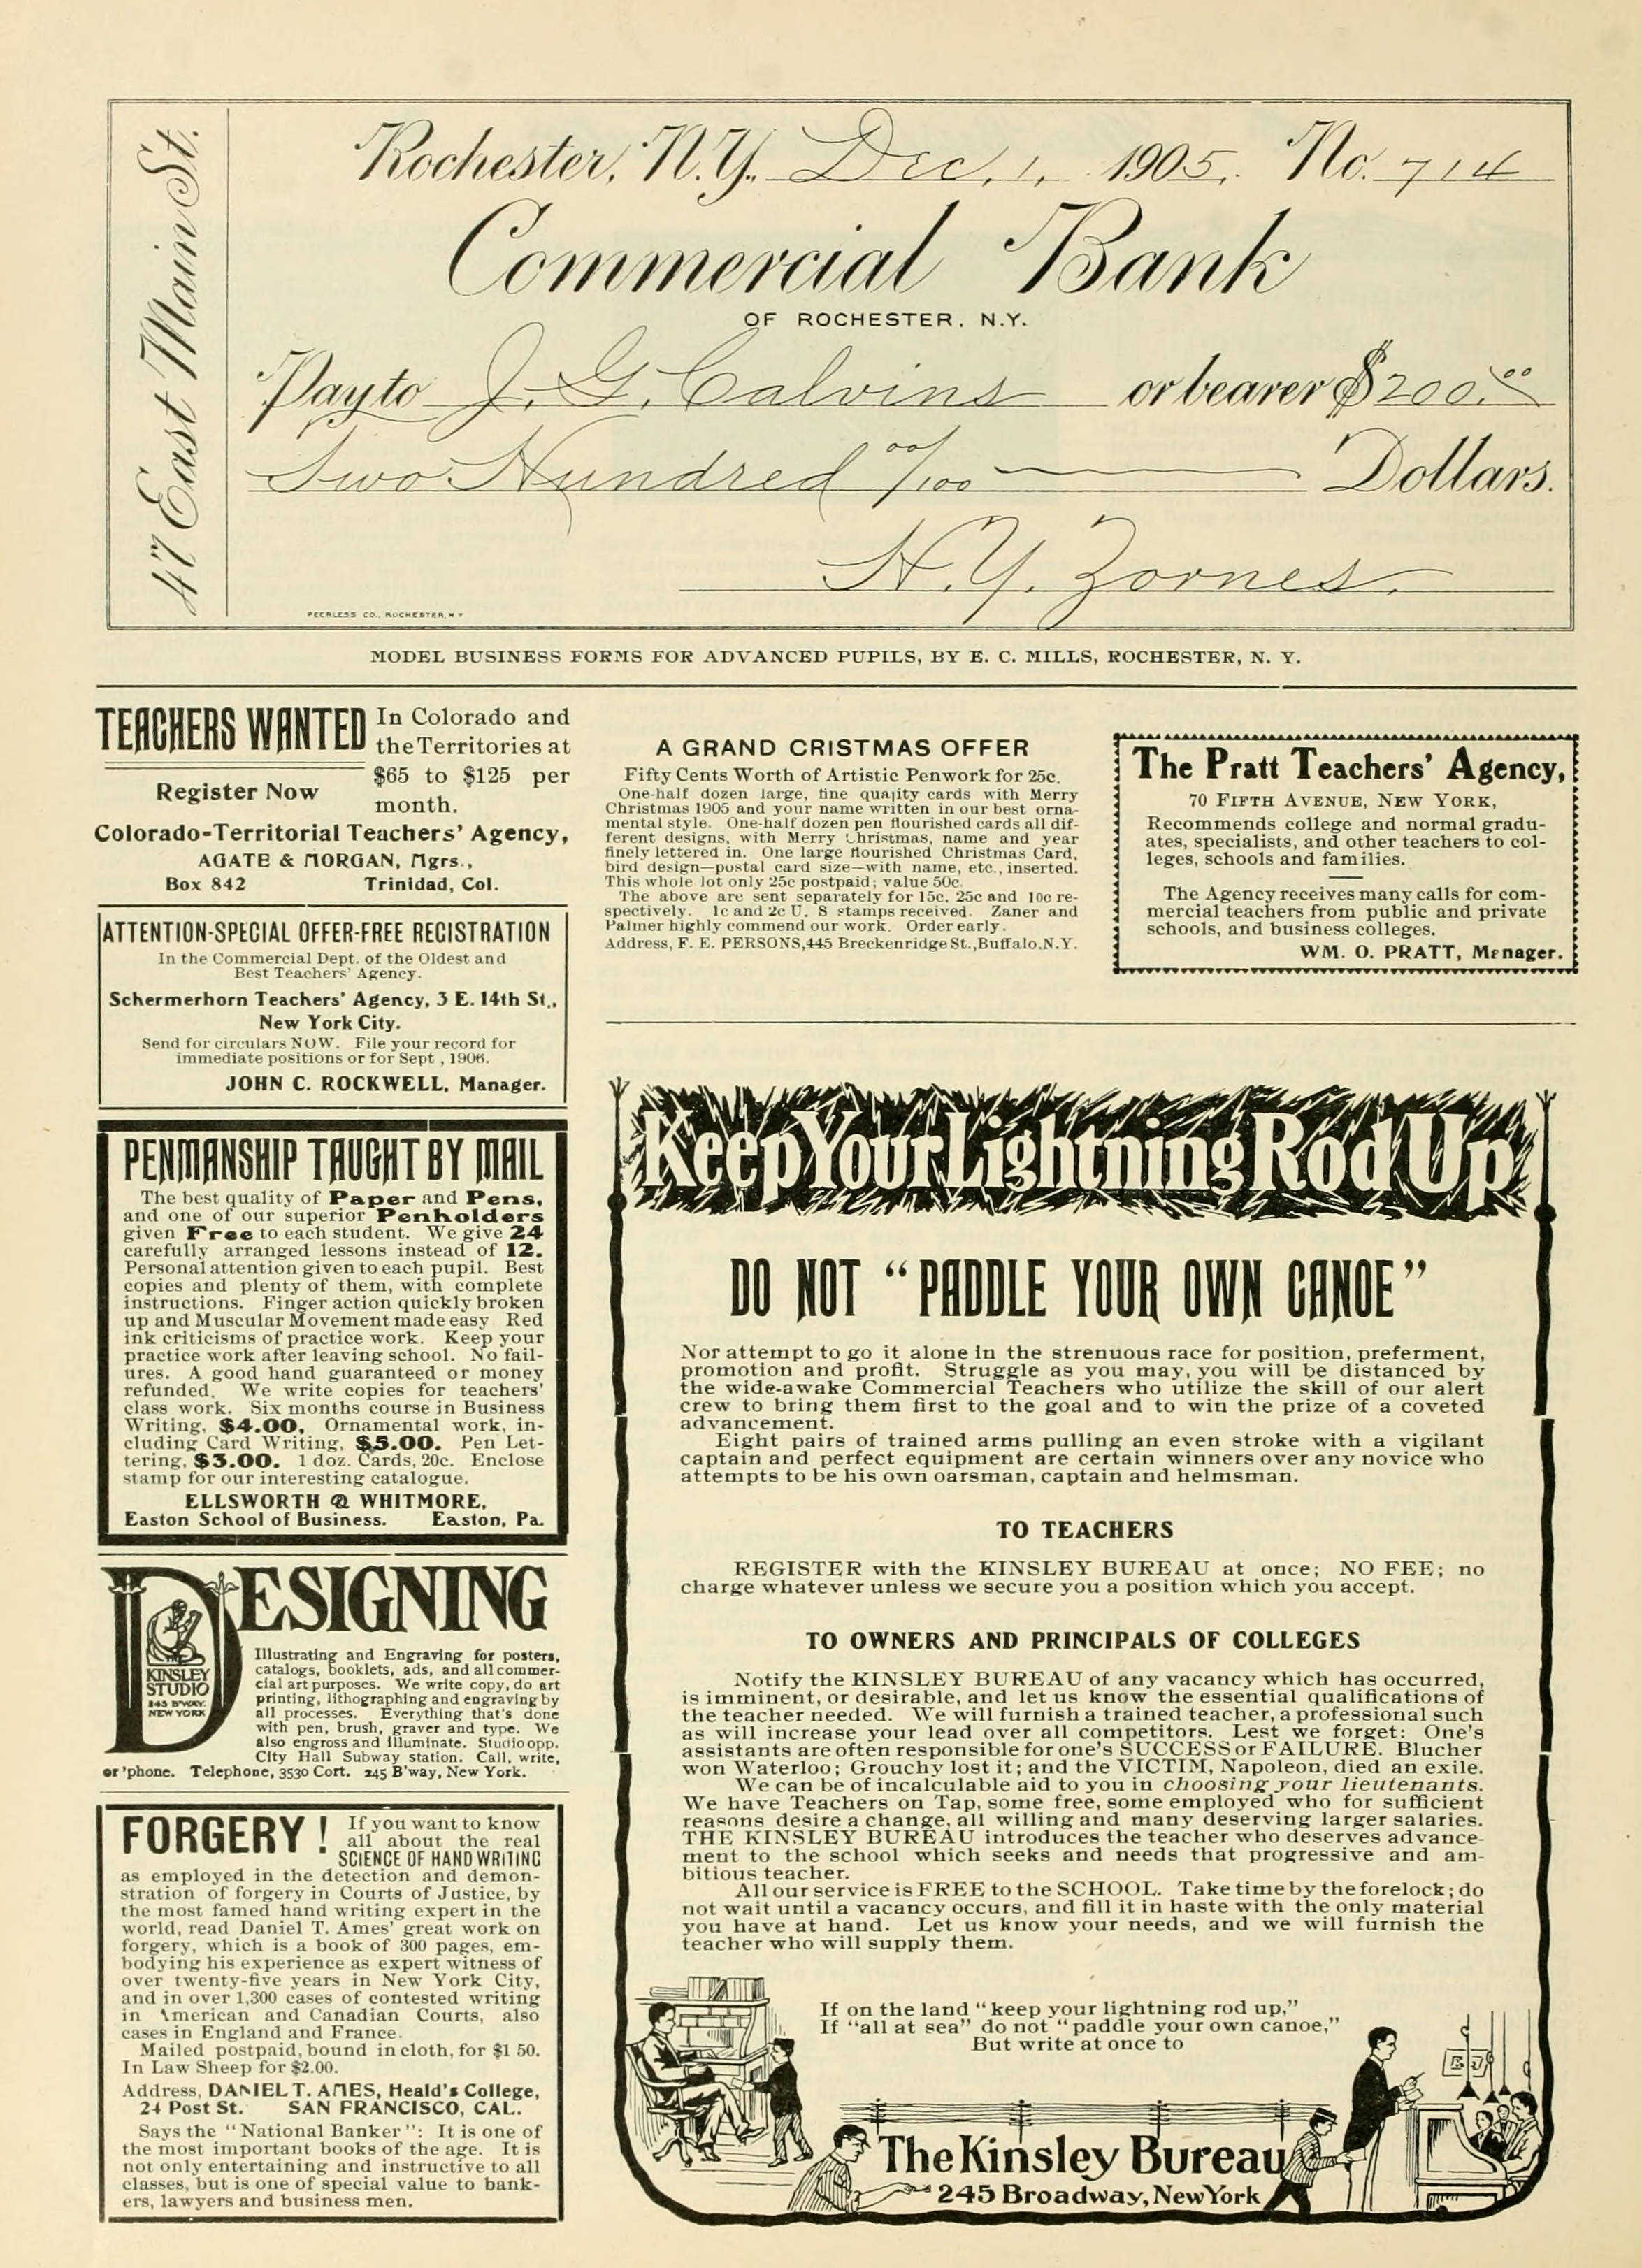 47 East Main St.
Rochester, N.Y., Dec. 1, 1905. No. 714
Commercial Bank
OF ROCHESTER, N.Y.
Pay to J. G. Calvins or bearer $200.00
Two Hundred 00/100 Dollars.
H. Y. Zornes.
PEERLESS CO., ROCHESTER, N.Y
MODEL BUSINESS FORMS FOR ADVANCED PUPILS, BY E. C. MILLS, ROCHESTER, N. Y.
TEACHERS WANTED In Colorado and
the Territories at
$65 to $125 per
Register Now month.
Colorado-Territorial Teachers' Agency,
AGATE & MORGAN, Mgrs.,
Box 842 Trinidad, Col.
ATTENTION-SPECIAL OFFER-FREE REGISTRATION
In the Commercial Dept. of the Oldest and
Best Teachers' Agency.
Schermerhorn Teachers' Agency, 3 E. 14th St.,
New York City.
Send for circulars NOW. File your record for
immediate positions or for Sept , 1906.
JOHN C. ROCKWELL, Manager.
PENMANSHIP TAUGHT BY MAIL
The best quality of Paper and Pens,
and one of our superior Penholders
given Free to each student. We give 24
carefully arranged lessons instead of 12.
Personal attention given to each pupil. Best
copies and plenty of them, with complete
instructions. Finger action quickly broken
up and Muscular Movement made easy Red
ink criticisms of practice work. Keep your
practice work after leaving school. No fail-
ures. A good hand guaranteed or money
refunded. We write copies for teachers'
class work. Six months course in Business
Writing, $4.00, Ornamental work, in-
cluding Card Writing, $5.00. Pen Let-
tering, $3.00. 1 doz. Cards, 20c. Enclose
stamp for our interesting catalogue.
ELLSWORTH & WHITMORE,
Easton School of Business. Easton, Pa.
DESIGNING
KINSLEY
STUDIO
245 B'WAY.
NEW YORK
Illustrating and Engraving for posters,
catalogs, booklets, ads, and all commer-
cial art purposes. We write copy, do art
printing, lithographing and engraving by
all processes. Everything that's done
with pen, brush, graver and type. We
also engross and illuminate. Studio opp.
City Hall Subway station. Call, write,
or 'phone. Telephone, 3530 Cort. 245 B'way, New York.
FORGERY! If you want to know
all about the real
SCIENCE OF HAND WRITING
as employed in the detection and demon-
stration of forgery in Courts of Justice, by
the most famed hand writing expert in the
world, read Daniel T. Ames' great work on
forgery, which is a book of 300 pages, em-
bodying his experience as expert witness of
over twenty-five years in New York City,
and in over 1,300 cases of contested writing
in American and Canadian Courts, also
cases in England and France.
Mailed postpaid, bound in cloth, for $1 50.
In Law Sheep for $2.00.
Address, DANIEL T. AMES, Heald's College,
24 Post St. SAN FRANCISCO, CAL.
Says the "National Banker": It is one of
the most important books of the age. It is
not only entertaining and instructive to all
classes, but is one of special value to bank-
ers, lawyers and business men.
A GRAND CRISTMAS OFFER
Fifty Cents Worth of Artistic Penwork for 25c.
One-half dozen large, fine quality cards with Merry
Christmas 1905 and your name written in our best orna-
mental style. One-half dozen pen flourished cards all dif-
ferent designs, with Merry Christmas, name and year
finely lettered in. One large flourished Christmas Card,
bird design—postal card size—with name, etc., inserted.
This whole lot only 25c postpaid; value 50c.
The above are sent separately for 15c, 25c and 10c re-
spectively. 1c and 2c U. S stamps received. Zaner and
Palmer highly commend our work. Order early.
Address, F. E. PERSONS, 445 Breckenridge St., Buffalo. N.Y.
The Pratt Teachers' Agency,
70 FIFTH AVENUE, NEW YORK,
Recommends college and normal gradu-
ates, specialists, and other teachers to col-
leges, schools and families.
The Agency receives many calls for com-
mercial teachers from public and private
schools, and business colleges.
WM. O. PRATT, Manager.
Keep Your Lightning Rod Up
DO NOT "PADDLE YOUR OWN CANOE"
Nor attempt to go it alone in the strenuous race for position, preferment,
promotion and profit. Struggle as you may, you will be distanced by
the wide-awake Commercial Teachers who utilize the skill of our alert
crew to bring them first to the goal and to win the prize of a coveted
advancement.
Eight pairs of trained arms pulling an even stroke with a vigilant
captain and perfect equipment are certain winners over any novice who
attempts to be his own oarsman, captain and helmsman.
TO TEACHERS
REGISTER with the KINSLEY BUREAU at once; NO FEE; no
charge whatever unless we secure you a position which you accept.
TO OWNERS AND PRINCIPALS OF COLLEGES
Notify the KINSLEY BUREAU of any vacancy which has occurred,
is imminent, or desirable, and let us know the essential qualifications of
the teacher needed. We will furnish a trained teacher, a professional such
as will increase your lead over all competitors. Lest we forget: One's
assistants are often responsible for one's SUCCESS or FAILURE. Blucher
won Waterloo; Grouchy lost it; and the VICTIM, Napoleon, died an exile.
We can be of incalculable aid to you in choosing your lieutenants.
We have Teachers on Tap, some free, some employed who for sufficient
reasons desire a change, all willing and many deserving larger salaries.
THE KINSLEY BUREAU introduces the teacher who deserves advance-
ment to the school which seeks and needs that progressive and am-
bitious teacher.
All our service is FREE to the SCHOOL. Take time by the forelock; do
not wait until a vacancy occurs, and fill it in haste with the only material
you have at hand. Let us know your needs, and we will furnish the
teacher who will supply them.
If on the land "keep your lightning rod up,"
If "all at sea" do not "paddle your own canoe,"
But write at once to
The Kinsley Bureau
245 Broadway, New York